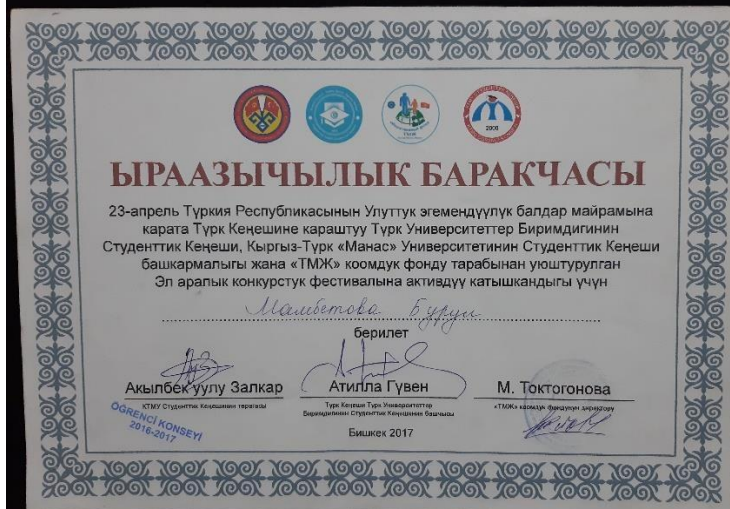 2006
ЫРААЗЫЧЫЛЫК БАРАКЧАСЫ
23-апрель Түркия Республикасынын Улуттук эгемендүүлүк балдар майрамына
карата Түрк Кеңешине караштуу Түрк Университеттер Биримдигинин
Студенттик Кеңеши, Кыргыз-Түрк «Манас» Университетинин Студенттик Кеңеши
башкармалыгы жана «ТМЖ» коомдук фонду тарабынан уюштурулган
Эл аралык конкурстук фестивалына активдүү катышкандыгы үчүн
Мамбетова Бурул
берилет
Акылбек уулу Залкар Атилла Гүвен М. Токтогонова
КТМУ Студенттик Кеңешинин төрагасы Түрк Кеңеши Түрк Университеттер «ТМЖ» коомдук фондунун директору
Биримдигинин Студенттик Кеңешинин башчысы
ÖĞRENCİ KONSEYİ
2016-2017
Бишкек 2017